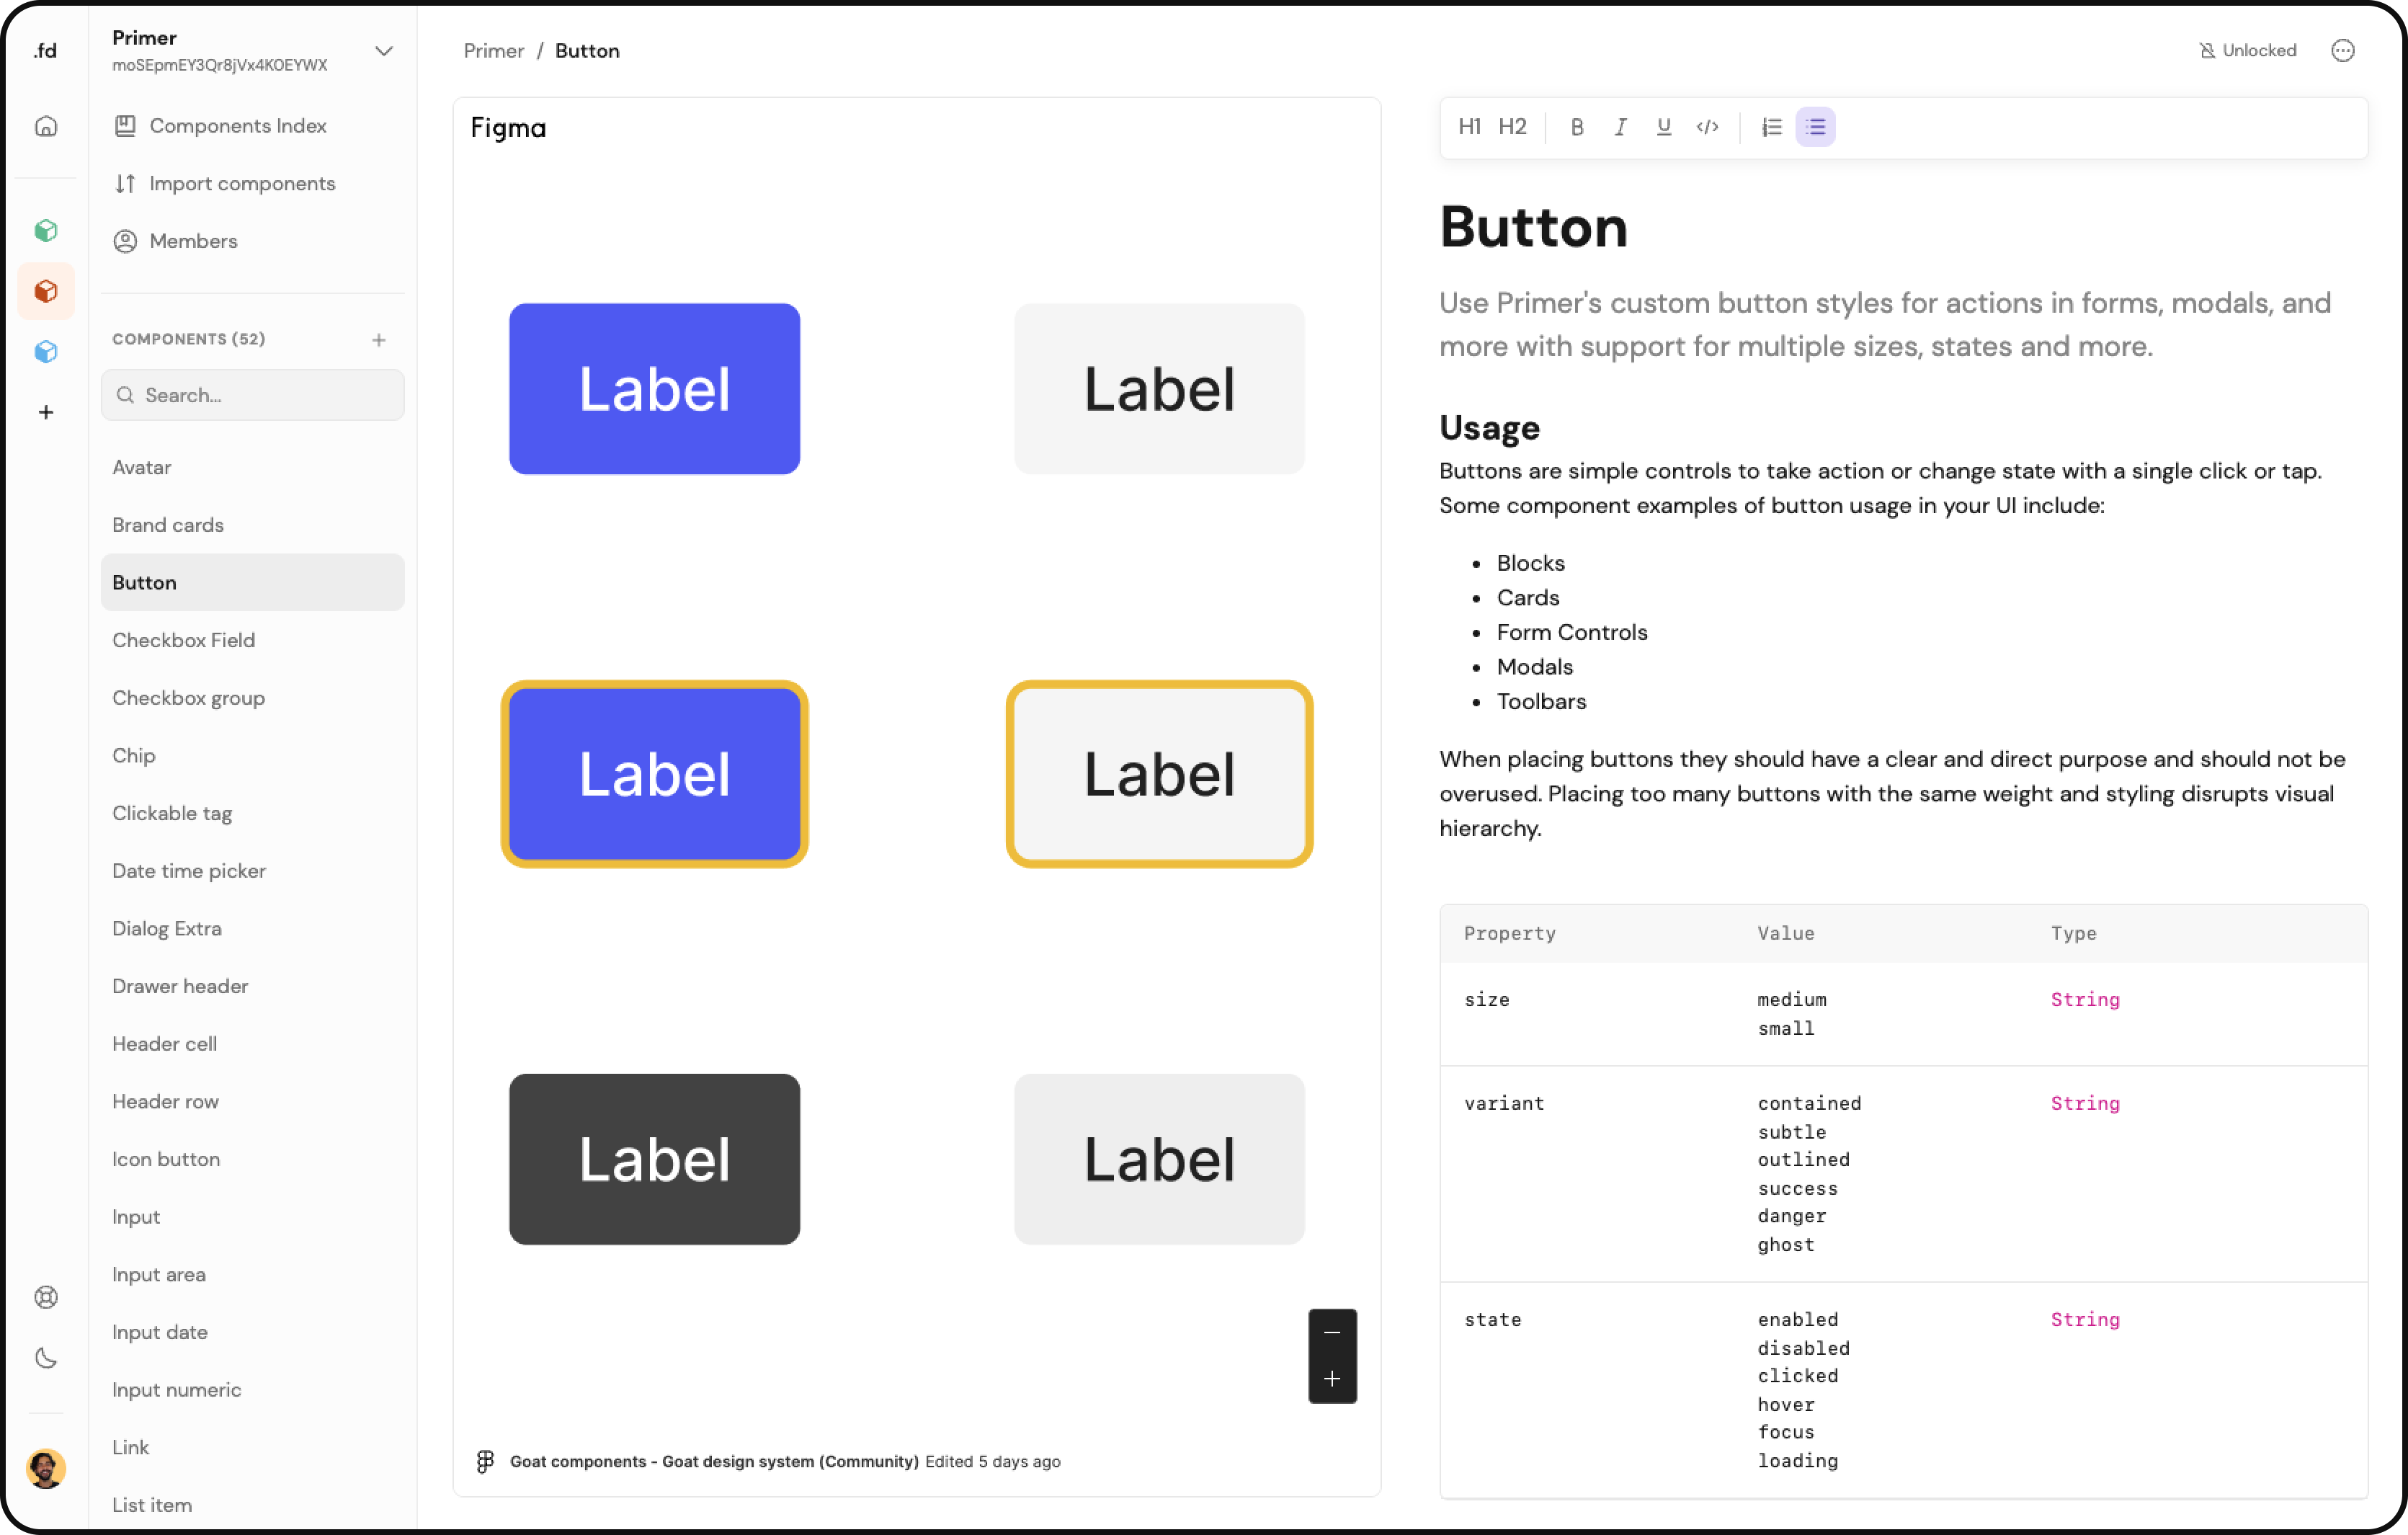 .fd
Primer
moSEpmEY3Qr8jVx4K0EYWX
Components Index
Import components
Members
COMPONENTS (52)
Search...
Avatar
Brand cards
Button
Checkbox Field
Checkbox group
Chip
Clickable tag
Date time picker
Dialog Extra
Drawer header
Header cell
Header row
Icon button
Input
Input area
Input date
Input numeric
Link
List item
Primer / Button
Unlocked
Figma
Label
Label
Label
Label
Label
Label
Goat components - Goat design system (Community) Edited 5 days ago
H1 H2 B I U </>
Button
Use Primer's custom button styles for actions in forms, modals, and
more with support for multiple sizes, states and more.
Usage
Buttons are simple controls to take action or change state with a single click or tap.
Some component examples of button usage in your UI include:
• Blocks
• Cards
• Form Controls
• Modals
• Toolbars
When placing buttons they should have a clear and direct purpose and should not be
overused. Placing too many buttons with the same weight and styling disrupts visual
hierarchy.
Property Value Type
size medium String
small
variant contained String
subtle
outlined
success
danger
ghost
state enabled String
disabled
clicked
hover
focus
loading